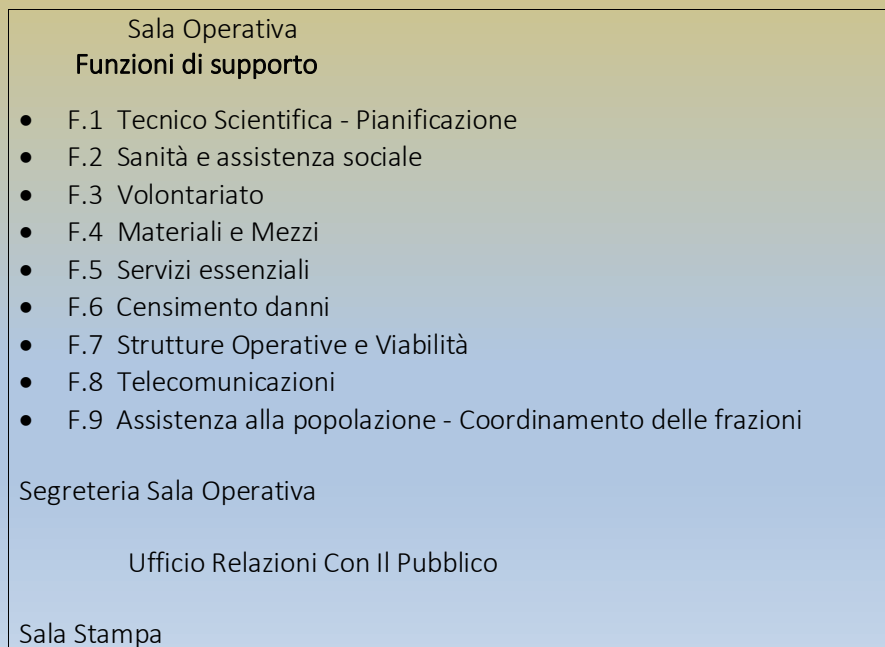 Sala Operativa
Funzioni di supporto
• F.1 Tecnico Scientifica - Pianificazione
• F.2 Sanità e assistenza sociale
• F.3 Volontariato
• F.4 Materiali e Mezzi
• F.5 Servizi essenziali
• F.6 Censimento danni
• F.7 Strutture Operative e Viabilità
• F.8 Telecomunicazioni
• F.9 Assistenza alla popolazione - Coordinamento delle frazioni
Segreteria Sala Operativa
Ufficio Relazioni Con Il Pubblico
Sala Stampa